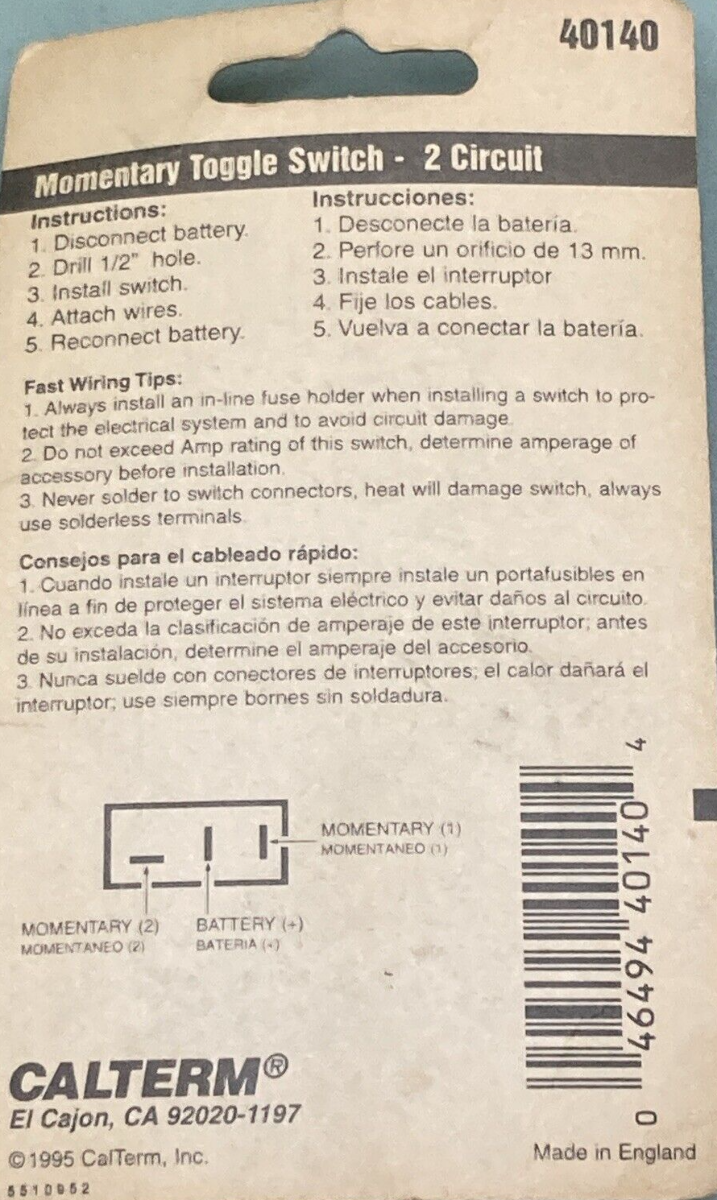 40140
Momentary Toggle Switch - 2 Circuit
Instructions:
1. Disconnect battery.
2. Drill 1/2" hole.
3. Install switch.
4. Attach wires.
5. Reconnect battery.
Instrucciones:
1. Desconecte la batería.
2. Perfore un orificio de 13 mm.
3. Instale el interruptor
4. Fije los cables.
5. Vuelva a conectar la batería.
Fast Wiring Tips:
1. Always install an in-line fuse holder when installing a switch to pro-
tect the electrical system and to avoid circuit damage.
2. Do not exceed Amp rating of this switch, determine amperage of
accessory before installation.
3. Never solder to switch connectors, heat will damage switch, always
use solderless terminals.
Consejos para el cableado rápido:
1. Cuando instale un interruptor siempre instale un portafusibles en
línea a fin de proteger el sistema eléctrico y evitar daños al circuito.
2. No exceda la clasificación de amperaje de este interruptor; antes
de su instalación, determine el amperaje del accesorio.
3. Nunca suelde con conectores de interruptores; el calor dañará el
interruptor; use siempre bornes sin soldadura.
MOMENTARY (1)
MOMENTANEO (1)
MOMENTARY (2)
MOMENTANEO (2)
BATTERY (+)
BATERIA (+)
0 46494 40140 4
CALTERM®
El Cajon, CA 92020-1197
©1995 CalTerm, Inc.
Made in England
5510952